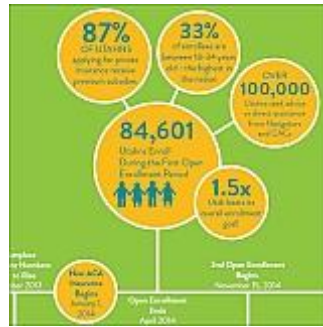 87%
OF UTAHNS
applying for private
insurance receive
premium subsidies
33%
of enrollees are
between 18-34 years
old - the highest in
the nation
OVER
100,000
Utahns seek advice
or direct assistance
from Navigators
and CACs
84,601
Utahns Enroll
During the First Open
Enrollment Period
1.5x
Utah beats its
overall enrollment
goal
New ACA
Insurance
Begins
January 1,
2014
Open Enrollment
Ends
April 2014
2nd Open Enrollment
Begins
November 15, 2014
2013